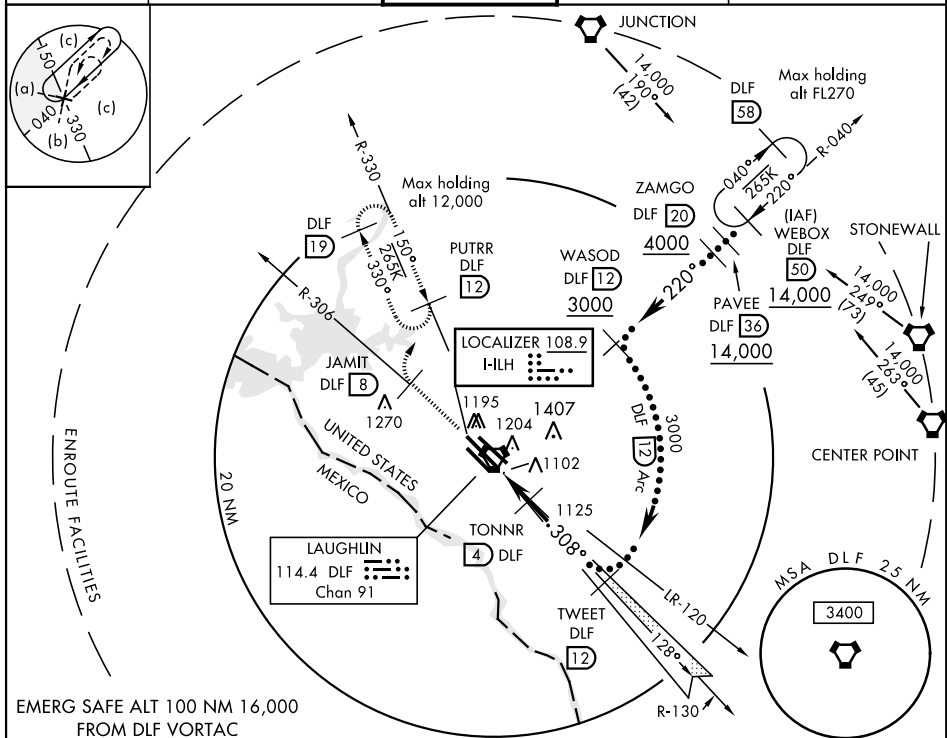 JUNCTION
150
(c)
(a)
040
(b)
330
(c)
14,000
190°
(42)
DLF
58
Max holding
alt FL270
R-040
040°
265K
220°
R-330
Max holding
alt 12,000
ZAMGO
DLF 20
4000
(IAF)
WEBOX
DLF
50
14,000
STONEWALL
DLF
19
150°
265K
330°
PUTRR
DLF
12
WASOD
DLF 12
3000
220°
PAVEE
DLF 36
14,000
14,000
249°
(73)
R-306
LOCALIZER 108.9
I-ILH
14,000
263°
(45)
JAMIT
DLF 8
1270
1195
1204
1407
1102
3000
DLF 12 Arc
CENTER POINT
UNITED STATES
MEXICO
ENROUTE FACILITIES
20 NM
1125
TONNR
4 DLF
308°
LAUGHLIN
114.4 DLF
Chan 91
LR-120
TWEET
DLF
12
128°
R-130
MSA DLF 25 NM
3400
EMERG SAFE ALT 100 NM 16,000
FROM DLF VORTAC